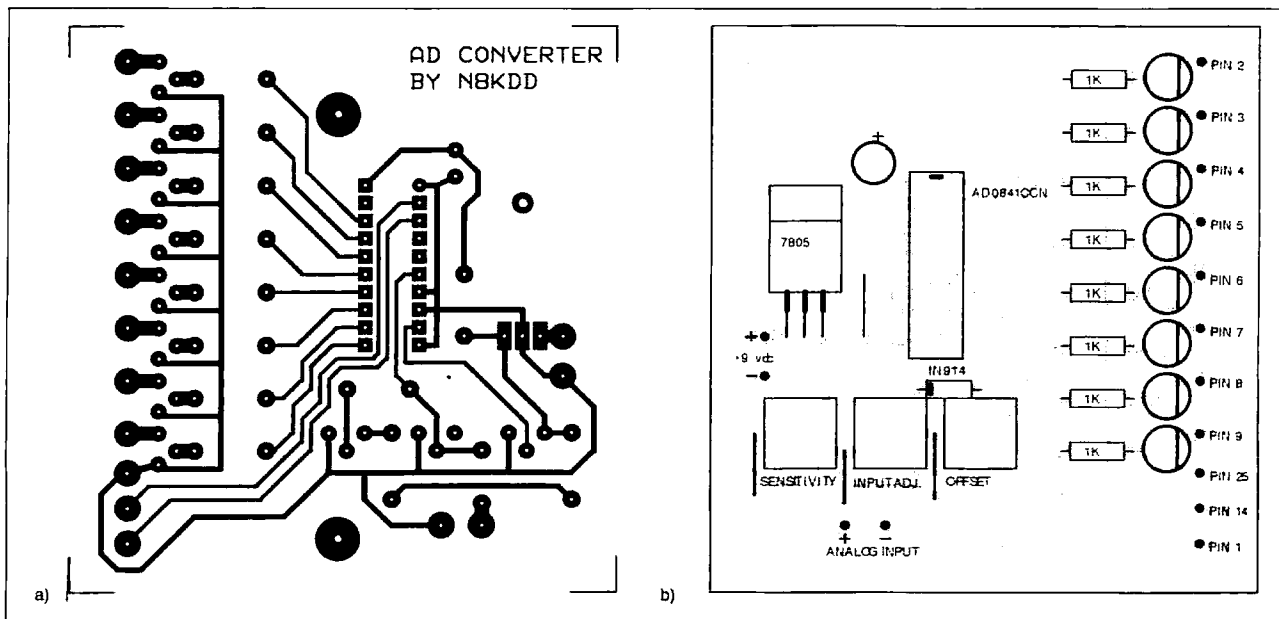 AD CONVERTER
BY N8KDD
a)
PIN 2
1K
PIN 3
1K
+
PIN 4
1K
AD0841CCN
PIN 5
1K
7805
PIN 6
1K
PIN 7
1K
+
+9 vdc
−
IN914
PIN 8
1K
PIN 9
1K
PIN 25
SENSITIVITY
INPUT ADJ.
OFFSET
PIN 14
+
−
ANALOG INPUT
PIN 1
b)